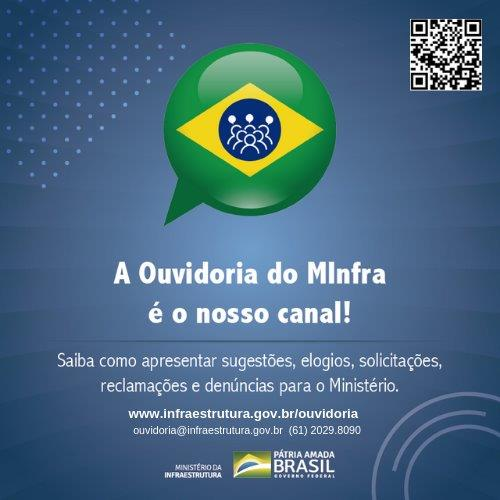 A Ouvidoria do MInfra
é o nosso canal!
Saiba como apresentar sugestões, elogios, solicitações,
reclamações e denúncias para o Ministério.
www.infraestrutura.gov.br/ouvidoria
ouvidoria@infraestrutura.gov.br (61) 2029.8090
MINISTÉRIO DA
INFRAESTRUTURA
PÁTRIA AMADA
BRASIL
GOVERNO FEDERAL